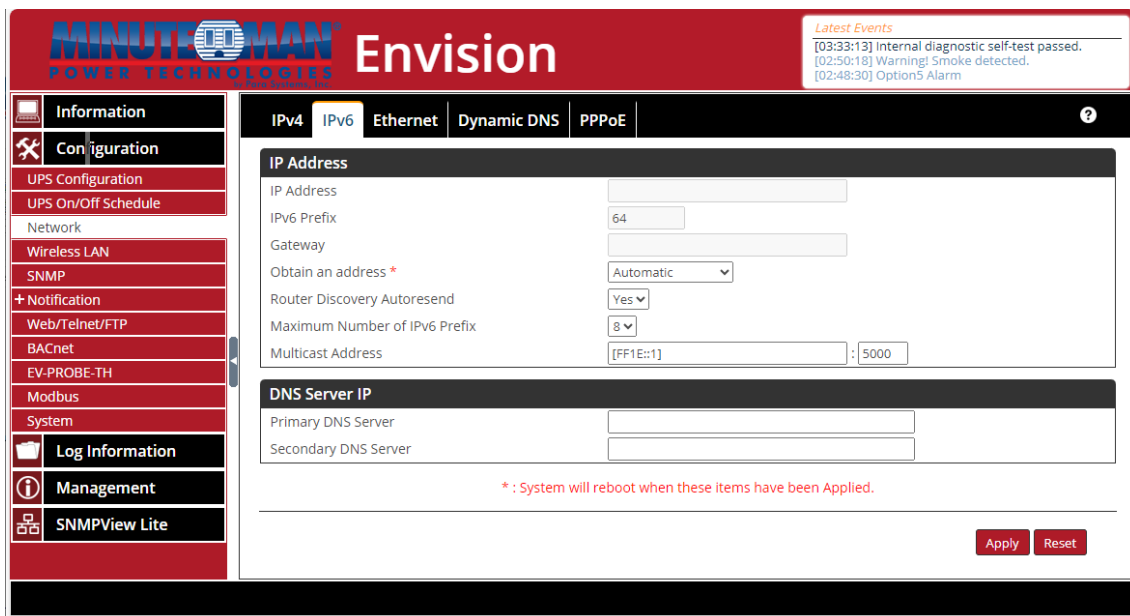 MINUTEMAN
POWER TECHNOLOGIES
by Para Systems, Inc.
Envision
Latest Events
[03:33:13] Internal diagnostic self-test passed.
[02:50:18] Warning! Smoke detected.
[02:48:30] Option5 Alarm
Information
Configuration
UPS Configuration
UPS On/Off Schedule
Network
Wireless LAN
SNMP
+ Notification
Web/Telnet/FTP
BACnet
EV-PROBE-TH
Modbus
System
Log Information
Management
SNMPView Lite
IPv4 IPv6 Ethernet Dynamic DNS PPPoE ?
IP Address
IP Address
IPv6 Prefix 64
Gateway
Obtain an address * Automatic
Router Discovery Autoresend Yes
Maximum Number of IPv6 Prefix 8
Multicast Address [FF1E::1] : 5000
DNS Server IP
Primary DNS Server
Secondary DNS Server
* : System will reboot when these items have been Applied.
Apply Reset